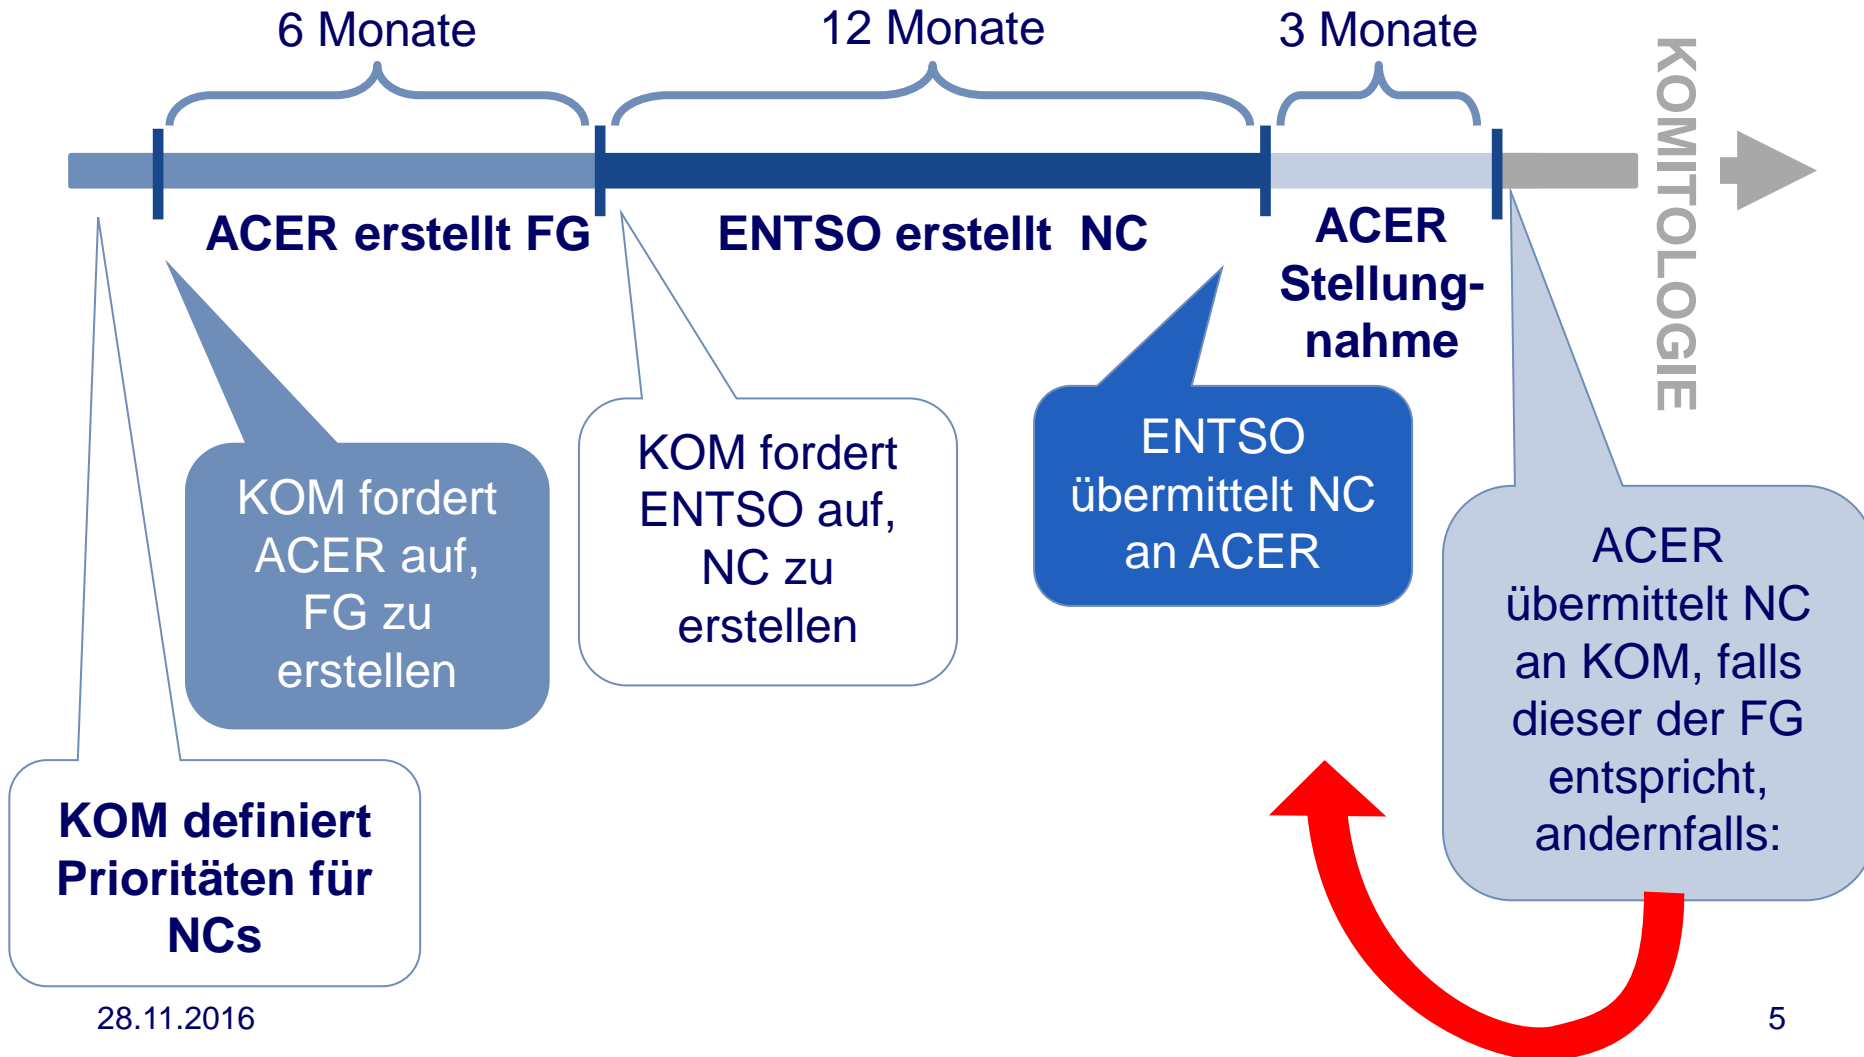 6 Monate
12 Monate
3 Monate
KOMITOLOGIE
ACER erstellt FG
ENTSO erstellt  NC
ACER
Stellung-
nahme
KOM definiert
Prioritäten für
NCs
KOM fordert
ACER auf,
FG zu
erstellen
KOM fordert
ENTSO auf,
NC zu
erstellen
ENTSO
übermittelt NC
an ACER
ACER
übermittelt NC
an KOM, falls
dieser der FG
entspricht,
andernfalls:
28.11.2016
5